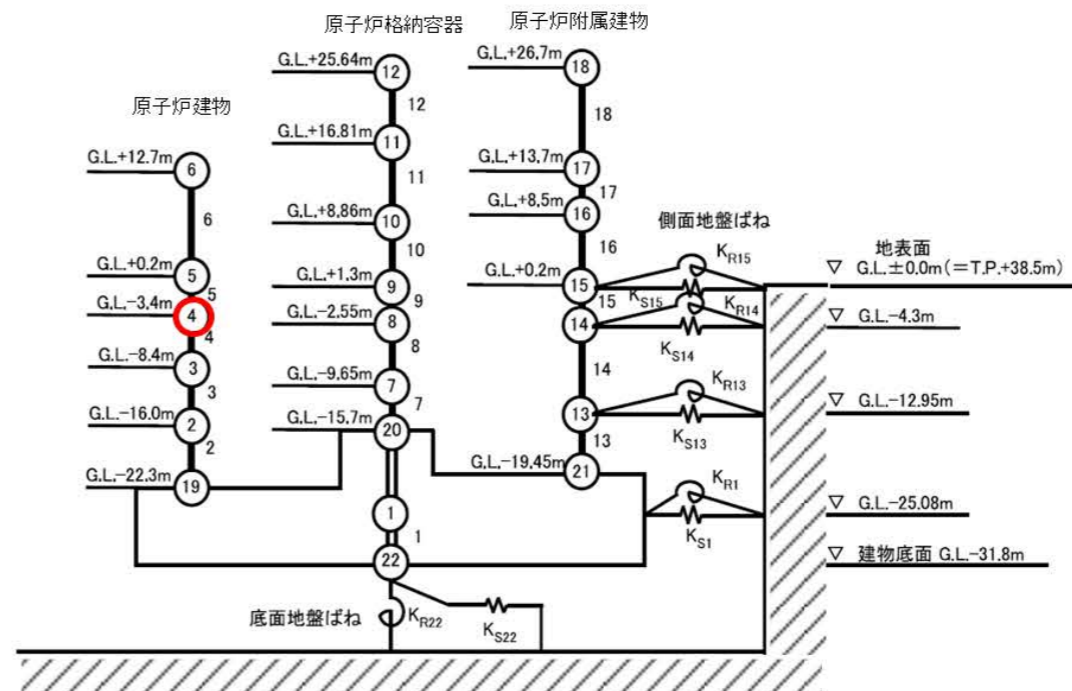 原子炉建物
G.L.+12.7m
6
6
G.L.+0.2m
5
5
G.L.-3.4m
4
4
G.L.-8.4m
3
3
G.L.-16.0m
2
2
G.L.-22.3m
19
原子炉格納容器
G.L.+25.64m
12
12
G.L.+16.81m
11
11
G.L.+8.86m
10
10
G.L.+1.3m
9
9
G.L.-2.55m
8
8
G.L.-9.65m
7
7
G.L.-15.7m
20
1
1
22
底面地盤ばね
KR22
KS22
原子炉附属建物
G.L.+26.7m
18
18
G.L.+13.7m
17
17
G.L.+8.5m
16
16
G.L.+0.2m
15
15
14
14
13
13
G.L.-19.45m
21
側面地盤ばね
KR15
KS15
KR14
KS14
KR13
KS13
KR1
KS1
地表面
▽ G.L.±0.0m(=T.P.+38.5m)
▽ G.L.-4.3m
▽ G.L.-12.95m
▽ G.L.-25.08m
▽ 建物底面 G.L.-31.8m